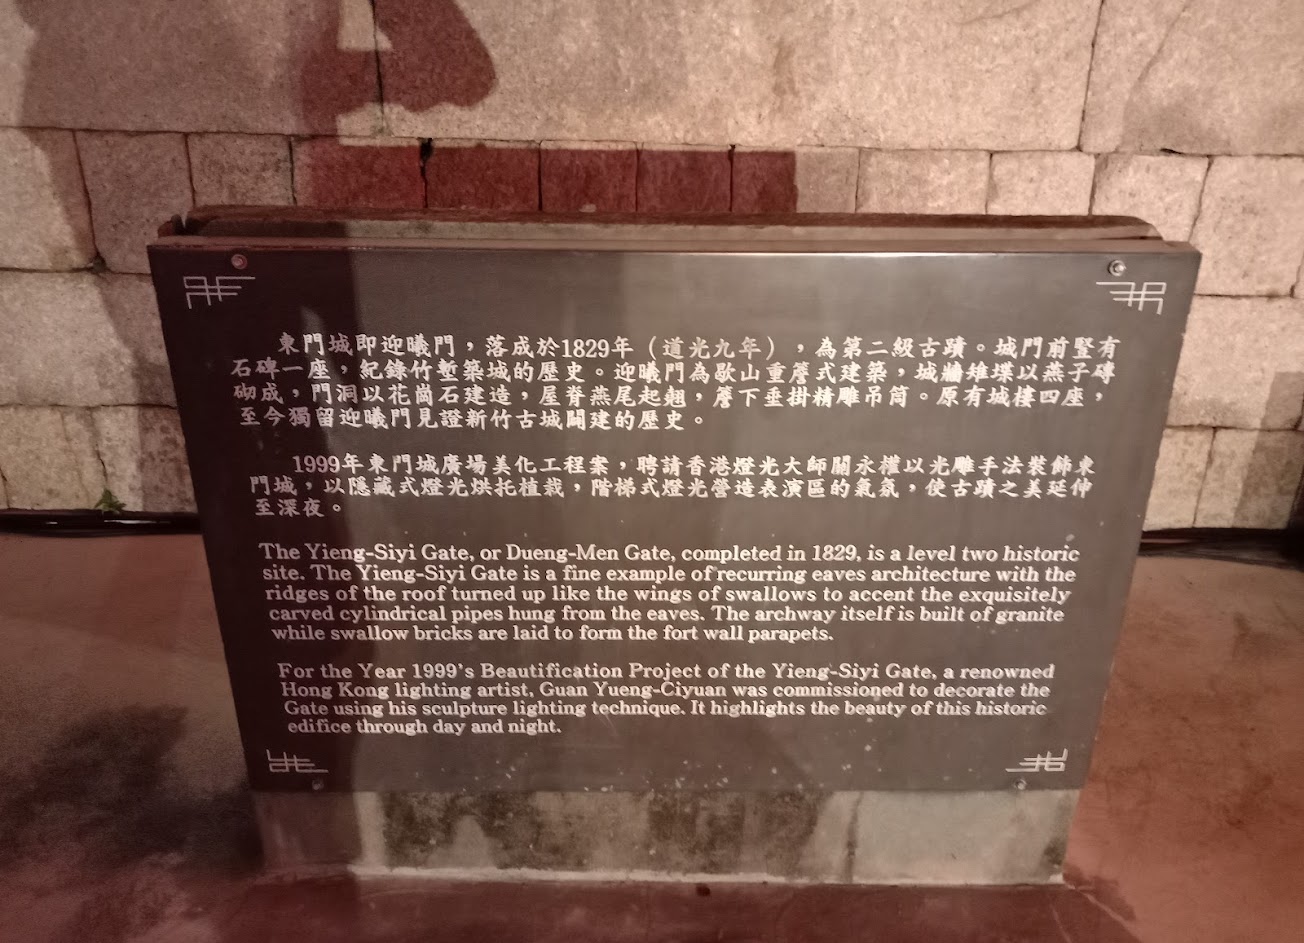 東門城即迎曦門，落成於1829年（道光九年），為第二級古蹟。城門前豎有
石碑一座，紀錄竹塹築城的歷史。迎曦門為歇山重簷式建築，城牆雉堞以燕子磚
砌成，門洞以花崗石建造，屋脊燕尾起翹，簷下垂掛精雕吊筒。原有城樓四座，
至今獨留迎曦門見證新竹古城闢建的歷史。
1999年東門城廣場美化工程案，聘請香港燈光大師關永權以光雕手法裝飾東
門城，以隱藏式燈光烘托植栽，階梯式燈光營造表演區的氣氛，使古蹟之美延伸
至深夜。
The Yieng-Siyi Gate, or Dueng-Men Gate, completed in 1829, is a level two historic
site. The Yieng-Siyi Gate is a fine example of recurring eaves architecture with the
ridges of the roof turned up like the wings of swallows to accent the exquisitely
carved cylindrical pipes hung from the eaves. The archway itself is built of granite
while swallow bricks are laid to form the fort wall parapets.
For the Year 1999's Beautification Project of the Yieng-Siyi Gate, a renowned
Hong Kong lighting artist, Guan Yueng-Ciyuan was commissioned to decorate the
Gate using his sculpture lighting technique. It highlights the beauty of this historic
edifice through day and night.